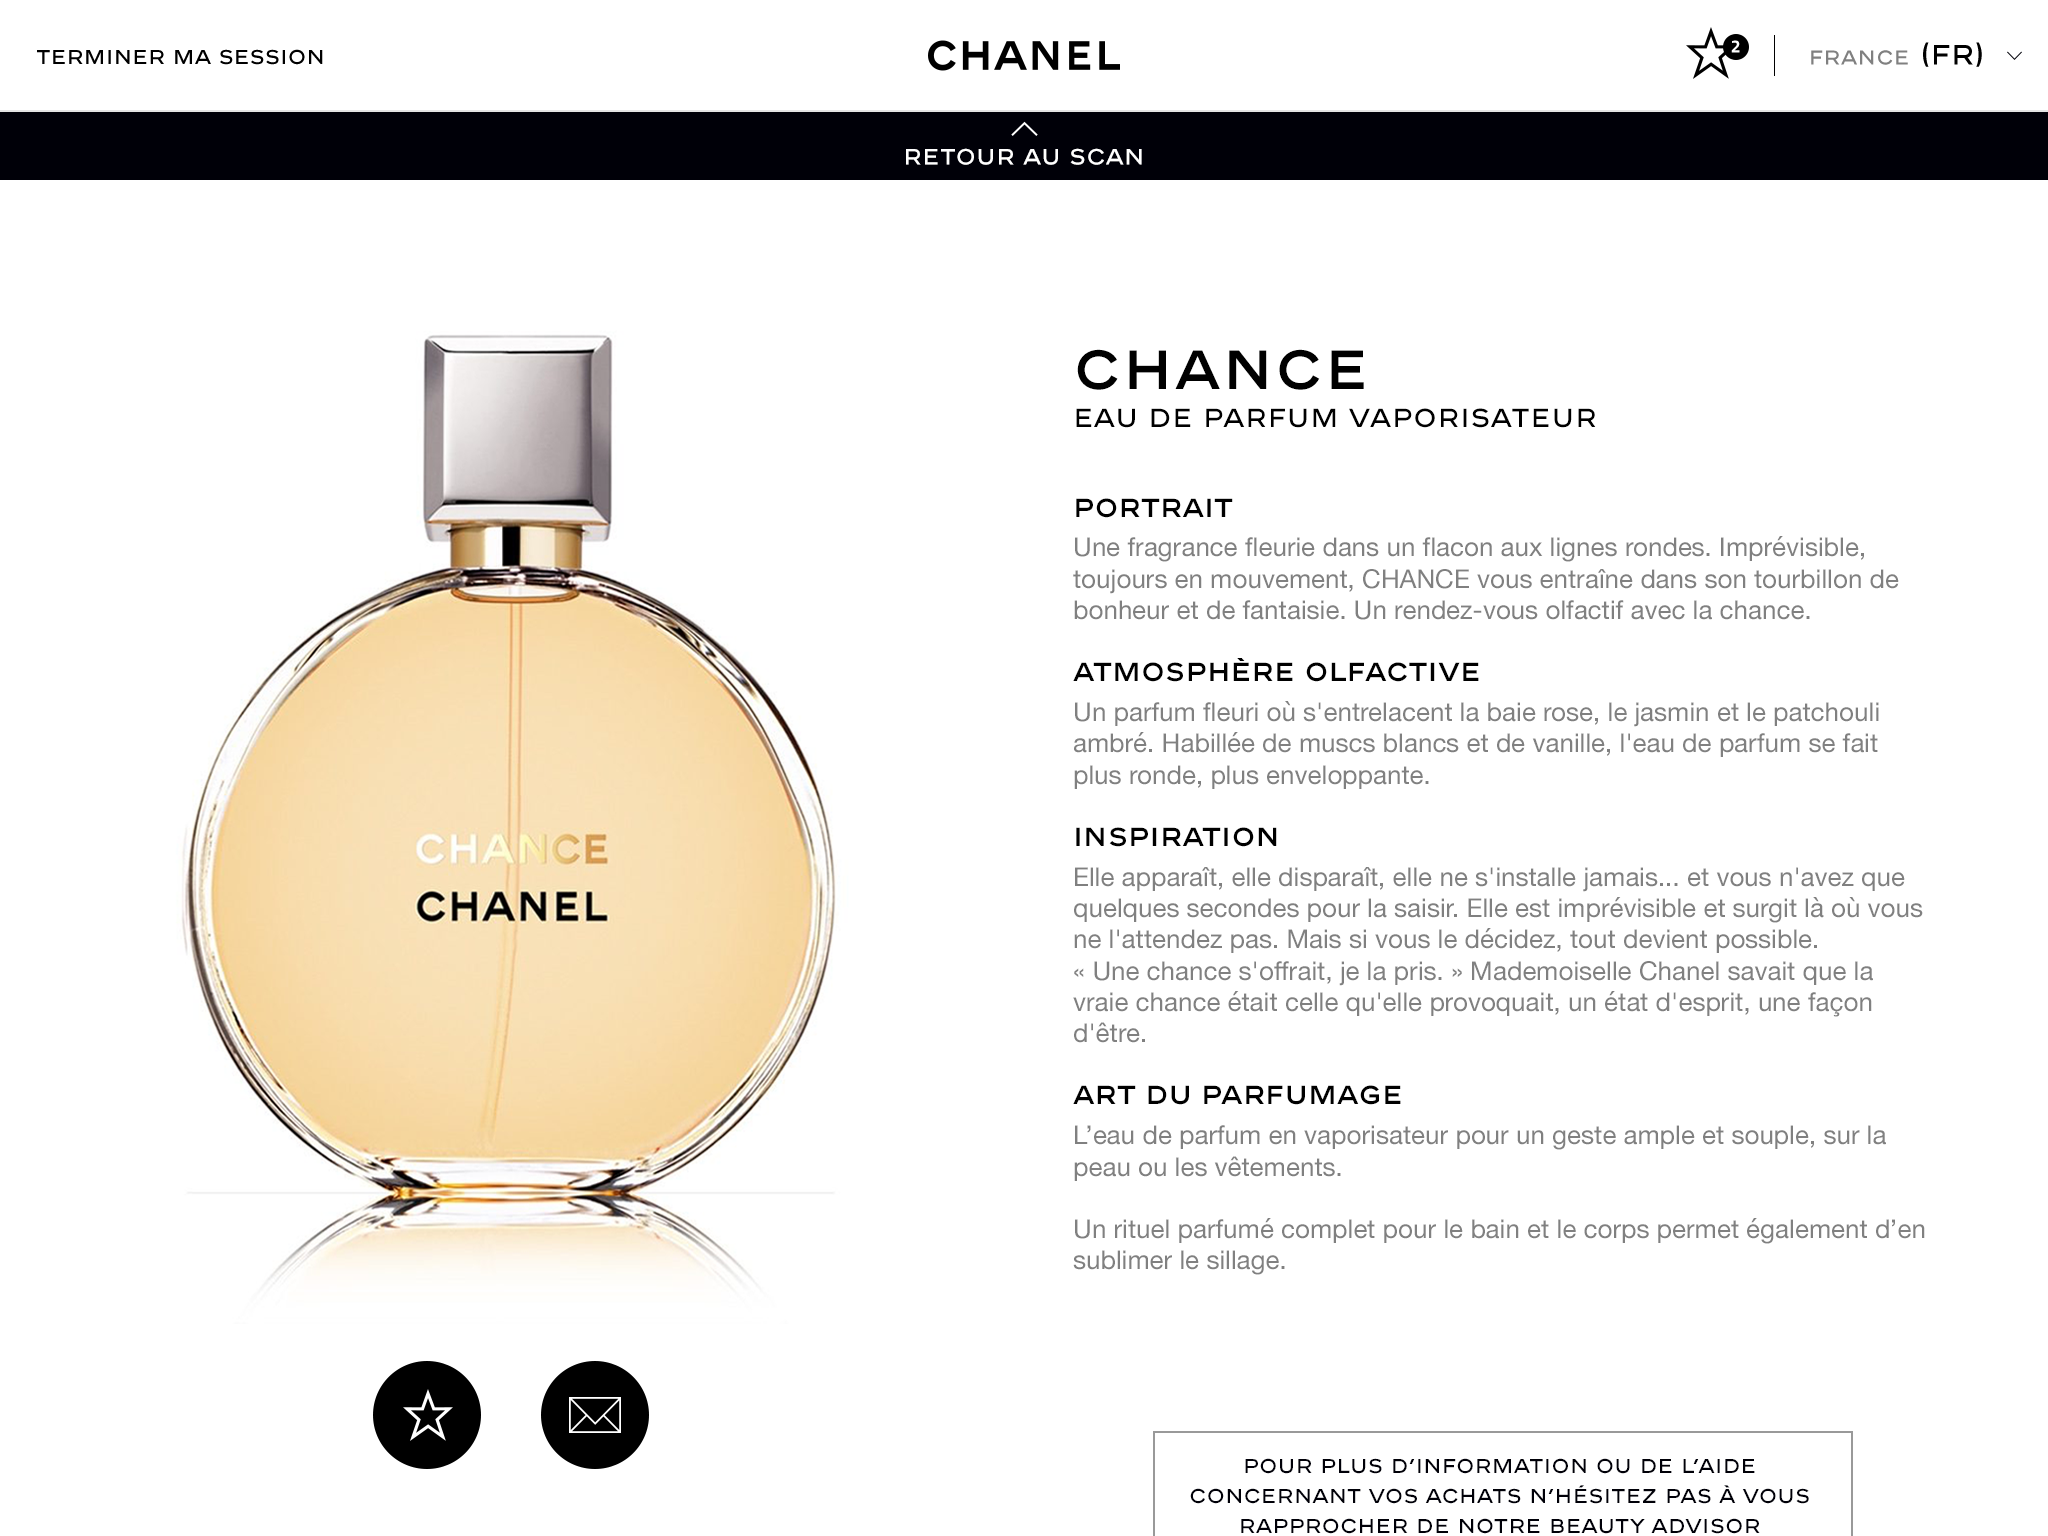 TERMINER MA SESSION
CHANEL
2
FRANCE (FR)
RETOUR AU SCAN
CHANCE
CHANEL
CHANCE
EAU DE PARFUM VAPORISATEUR
PORTRAIT
Une fragrance fleurie dans un flacon aux lignes rondes. Imprévisible,
toujours en mouvement, CHANCE vous entraîne dans son tourbillon de
bonheur et de fantaisie. Un rendez-vous olfactif avec la chance.
ATMOSPHÈRE OLFACTIVE
Un parfum fleuri où s'entrelacent la baie rose, le jasmin et le patchouli
ambré. Habillée de muscs blancs et de vanille, l'eau de parfum se fait
plus ronde, plus enveloppante.
INSPIRATION
Elle apparaît, elle disparaît, elle ne s'installe jamais... et vous n'avez que
quelques secondes pour la saisir. Elle est imprévisible et surgit là où vous
ne l'attendez pas. Mais si vous le décidez, tout devient possible.
« Une chance s'offrait, je la pris. » Mademoiselle Chanel savait que la
vraie chance était celle qu'elle provoquait, un état d'esprit, une façon
d'être.
ART DU PARFUMAGE
L’eau de parfum en vaporisateur pour un geste ample et souple, sur la
peau ou les vêtements.
Un rituel parfumé complet pour le bain et le corps permet également d’en
sublimer le sillage.
POUR PLUS D’INFORMATION OU DE L’AIDE
CONCERNANT VOS ACHATS N’HÉSITEZ PAS À VOUS
RAPPROCHER DE NOTRE BEAUTY ADVISOR